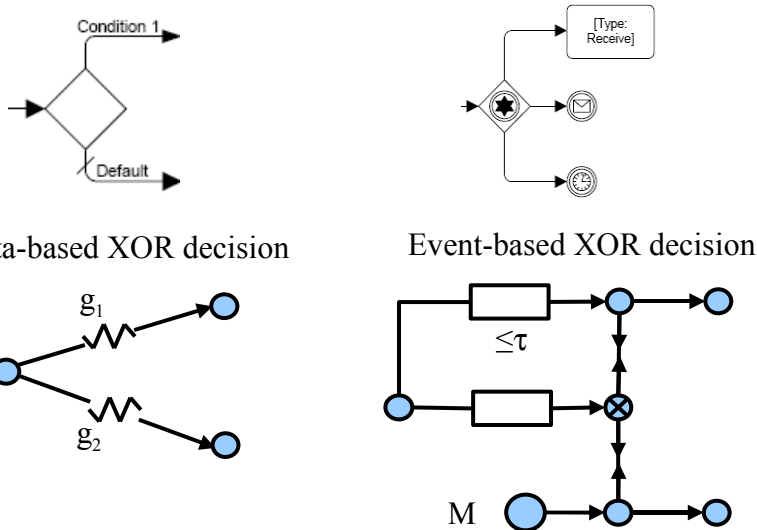 Condition 1
Default
[Type:
Receive]
ta-based XOR decision
Event-based XOR decision
g1
g2
≤τ
M